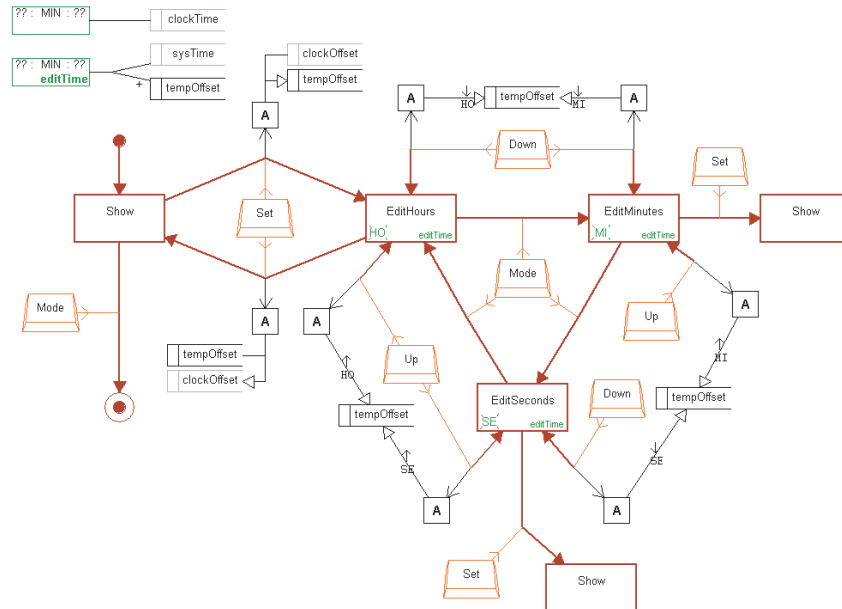 ?? : MIN : ??
clockTime
?? : MIN : ??
editTime
sysTime
+
tempOffset
clockOffset
tempOffset
A
A
HO
tempOffset
MI
A
Down
Set
Show
Set
EditHours
HO
editTime
EditMinutes
MI
editTime
Show
Mode
Mode
A
A
Up
A
tempOffset
clockOffset
HO
Up
MI
EditSeconds
SE
editTime
Down
tempOffset
tempOffset
SE
SE
A
A
Set
Show